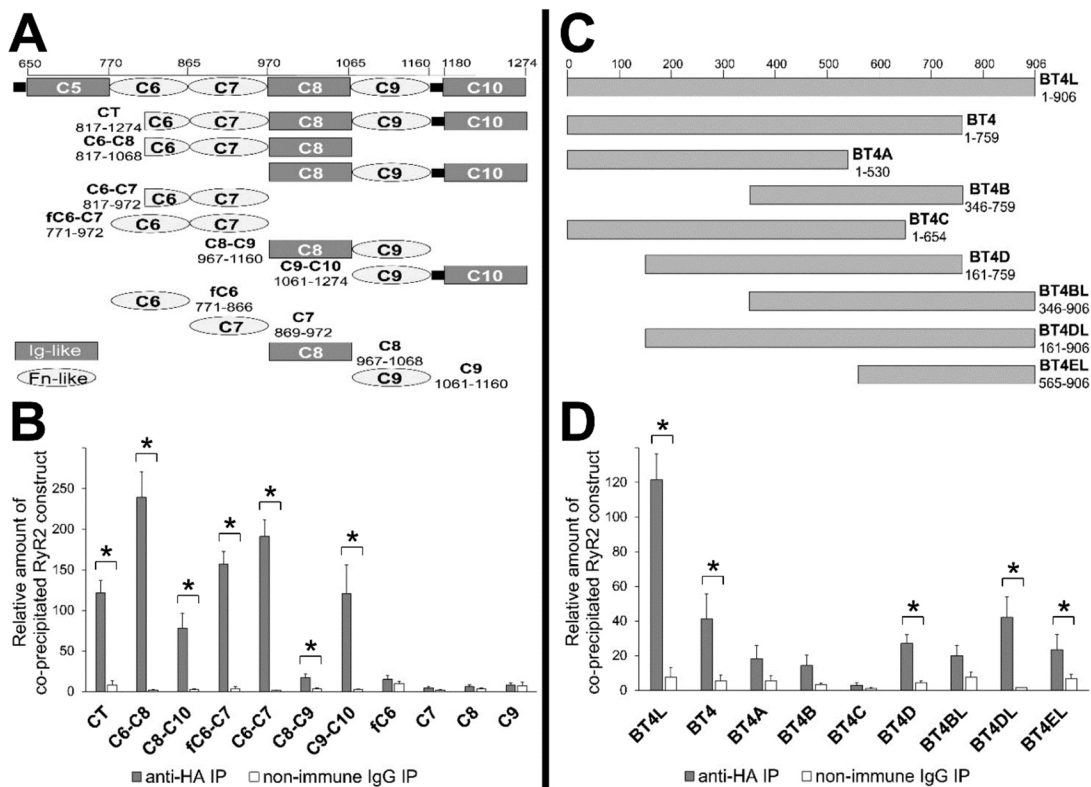 A
650 770 865 970 1065 1160 1180 1274
C5 C6 C7 C8 C9 C10
CT
817-1274
C6 C7 C8 C9 C10
C6-C8
817-1068
C6 C7 C8
C8 C9 C10
C6-C7
817-972
C6 C7
fC6-C7
771-972
C6 C7
C8-C9
967-1160
C8 C9
C9-C10
1061-1274
C9 C10
C6
fC6
771-866
C7
C7
869-972
C8
C8
967-1068
C9
C9
1061-1160
Ig-like
Fn-like
B
Relative amount of
co-precipitated RyR2 construct
250
200
150
100
50
0
* * * * * * *
CT C6-C8 C8-C10 fC6-C7 C6-C7 C8-C9 C9-C10 fC6 C7 C8 C9
anti-HA IP non-immune IgG IP
C
0 200 400 600 800 906
BT4L
1-906
BT4
1-759
BT4A
1-530
BT4B
346-759
BT4C
1-654
BT4D
161-759
BT4BL
346-906
BT4DL
161-906
BT4EL
565-906
D
Relative amount of
co-precipitated RyR2 construct
120
100
80
60
40
20
0
* * * * *
BT4L BT4 BT4A BT4B BT4C BT4D BT4BL BT4DL BT4EL
anti-HA IP non-immune IgG IP